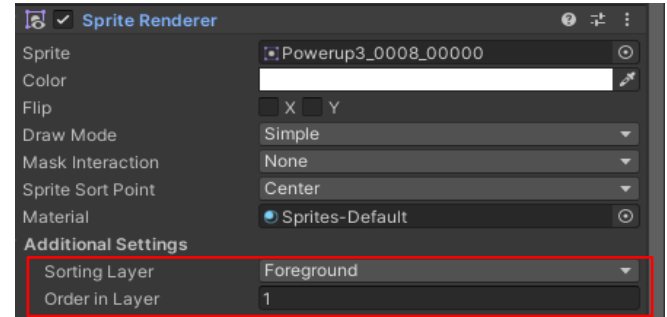 Sprite Renderer
Sprite Powerup3_0008_00000
Color
Flip X Y
Draw Mode Simple
Mask Interaction None
Sprite Sort Point Center
Material Sprites-Default
Additional Settings
Sorting Layer Foreground
Order in Layer 1